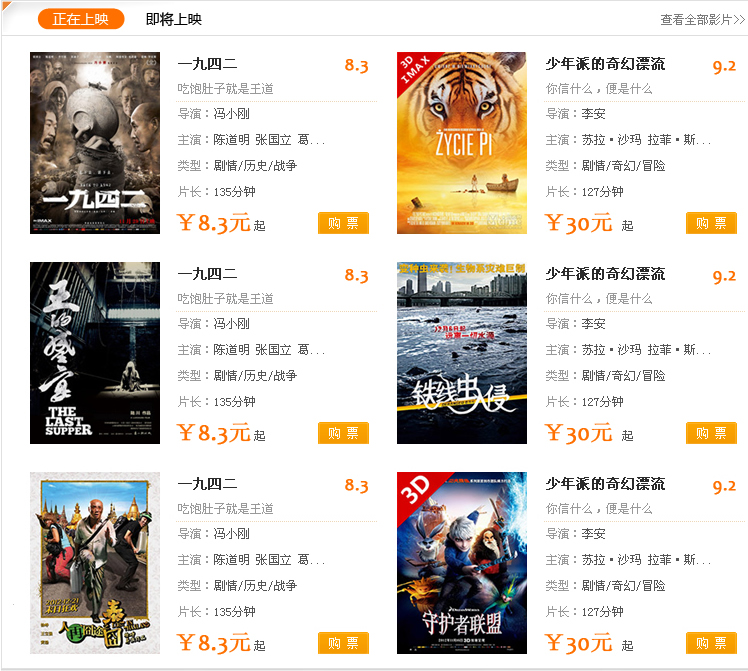 正在上映 即将上映 查看全部影片>>
一九四二 8.3
吃饱肚子就是王道
导演：冯小刚
主演：陈道明 张国立 葛...
类型：剧情/历史/战争
片长：135分钟
￥8.3元起 购 票
一九四二
IMAX
少年派的奇幻漂流 9.2
你信什么，便是什么
导演：李安
主演：苏拉·沙玛 拉菲·斯...
类型：剧情/奇幻/冒险
片长：127分钟
￥30元 起 购 票
3D
IMAX
ŻYCIE PI
一九四二 8.3
吃饱肚子就是王道
导演：冯小刚
主演：陈道明 张国立 葛...
类型：剧情/历史/战争
片长：135分钟
￥8.3元起 购 票
王的盛宴
THE
LAST
SUPPER
少年派的奇幻漂流 9.2
你信什么，便是什么
导演：李安
主演：苏拉·沙玛 拉菲·斯...
类型：剧情/奇幻/冒险
片长：127分钟
￥30元 起 购 票
铁线虫入侵
一九四二 8.3
吃饱肚子就是王道
导演：冯小刚
主演：陈道明 张国立 葛...
类型：剧情/历史/战争
片长：135分钟
￥8.3元起 购 票
2012.12.21
人再囧途之泰囧
少年派的奇幻漂流 9.2
你信什么，便是什么
导演：李安
主演：苏拉·沙玛 拉菲·斯...
类型：剧情/奇幻/冒险
片长：127分钟
￥30元 起 购 票
3D
守护者联盟